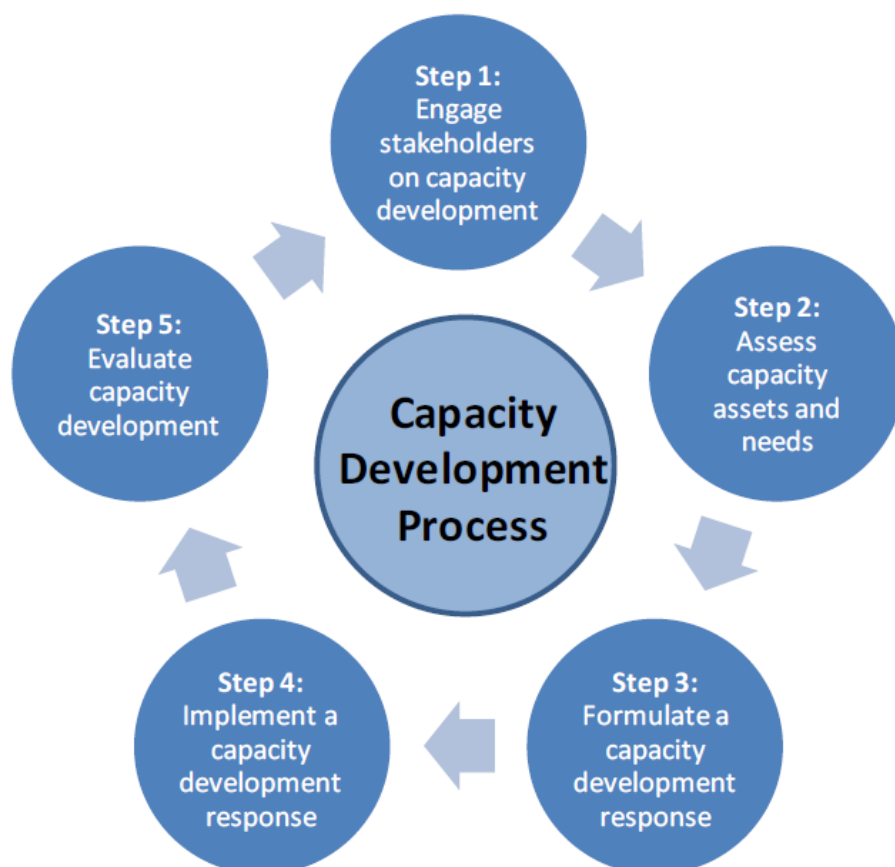 Step 1:
Engage
stakeholders
on capacity
development
Step 2:
Assess
capacity
assets and
needs
Step 3:
Formulate a
capacity
development
response
Step 4:
Implement a
capacity
development
response
Step 5:
Evaluate
capacity
development
Capacity
Development
Process